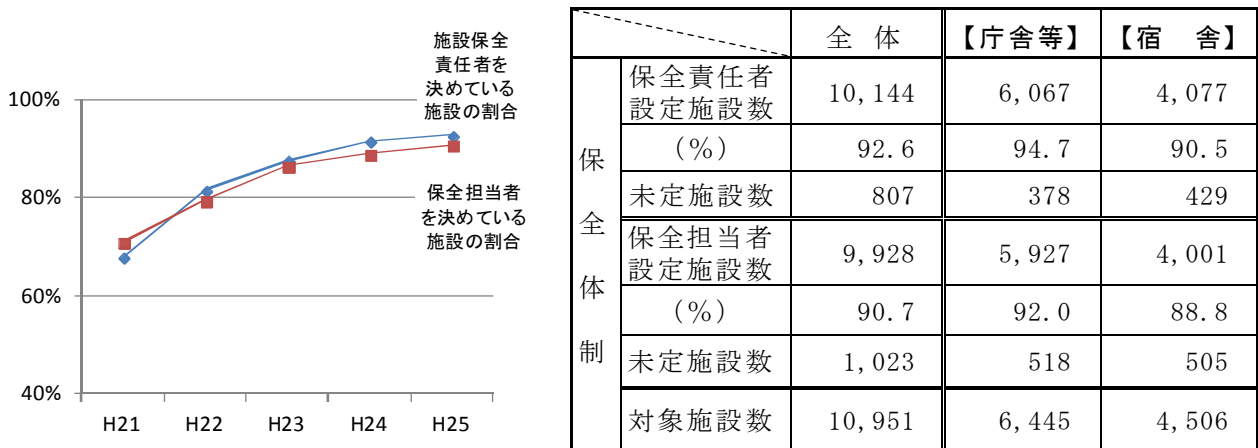 施設保全
責任者を
決めている
施設の割合
100%
80%
60%
40%
保全担当者
を決めている
施設の割合
H21 H22 H23 H24 H25
全 体 【庁舎等】 【宿 舎】
保全体制
保全責任者
設定施設数 10,144 6,067 4,077
(%) 92.6 94.7 90.5
未定施設数 807 378 429
保全担当者
設定施設数 9,928 5,927 4,001
(%) 90.7 92.0 88.8
未定施設数 1,023 518 505
対象施設数 10,951 6,445 4,506